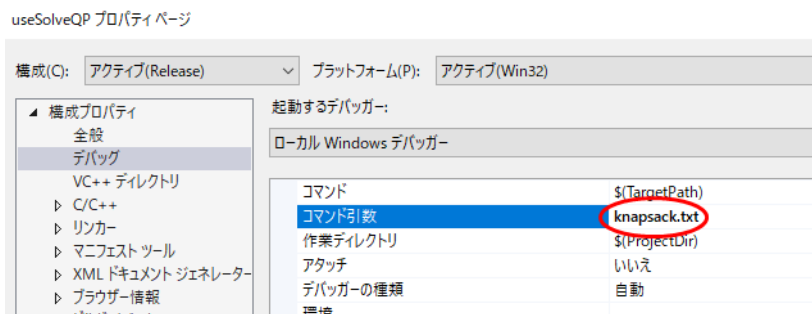 useSolveQP プロパティ ページ
構成(C): アクティブ(Release) プラットフォーム(P): アクティブ(Win32)
構成プロパティ
全般
デバッグ
VC++ ディレクトリ
C/C++
リンカー
マニフェスト ツール
XML ドキュメント ジェネレーター
ブラウザー情報
起動するデバッガー:
ローカル Windows デバッガー
コマンド $(TargetPath)
コマンド引数 knapsack.txt
作業ディレクトリ $(ProjectDir)
アタッチ いいえ
デバッガーの種類 自動
環境